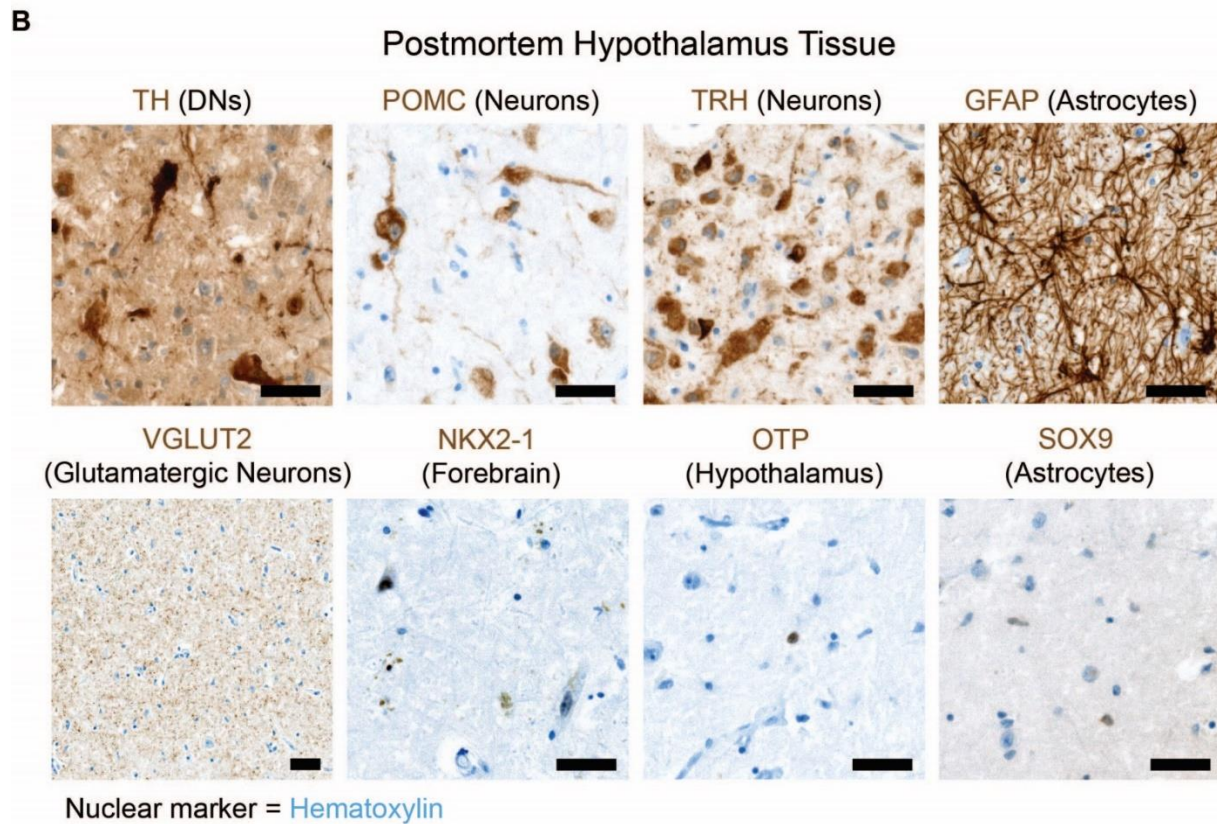 B
Postmortem Hypothalamus Tissue
TH (DNs)
POMC (Neurons)
TRH (Neurons)
GFAP (Astrocytes)
VGLUT2
(Glutamatergic Neurons)
NKX2-1
(Forebrain)
OTP
(Hypothalamus)
SOX9
(Astrocytes)
Nuclear marker = Hematoxylin